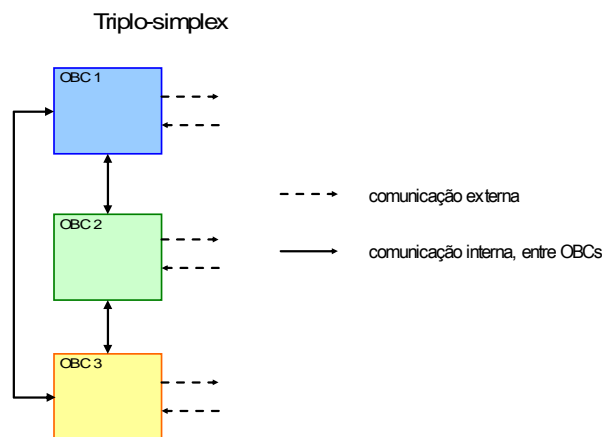 Triplo-simplex
OBC 1
OBC 2
comunicação externa
comunicação interna, entre OBCs
OBC 3